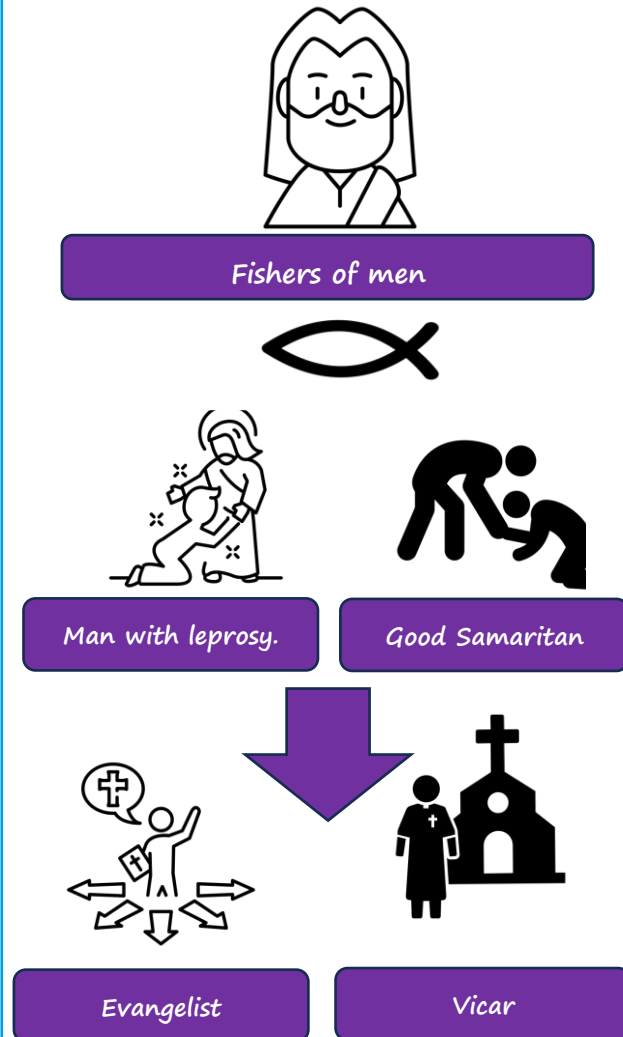 Fishers of men
Man with leprosy.
Good Samaritan
Evangelist
Vicar